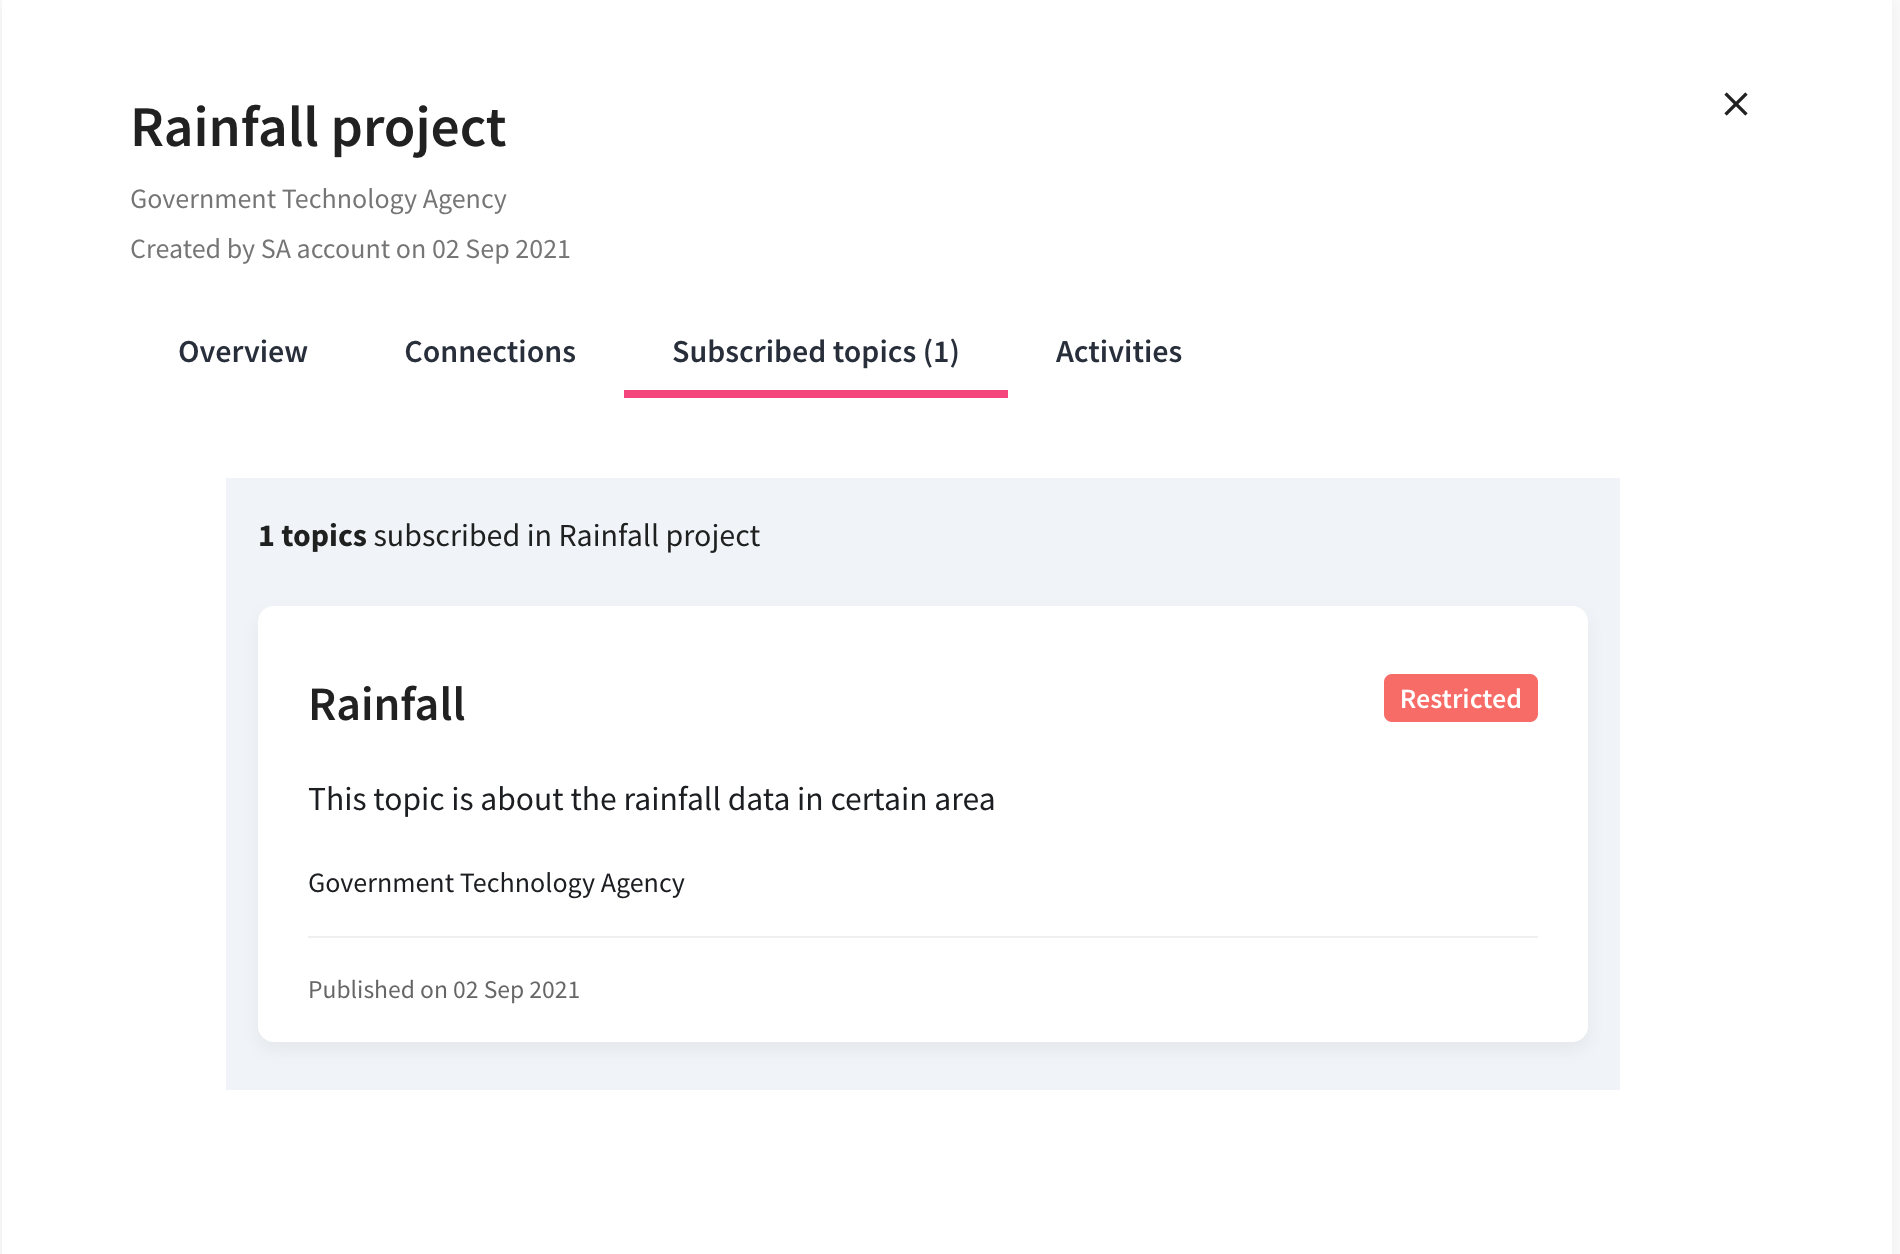 Rainfall project
Government Technology Agency
Created by SA account on 02 Sep 2021
Overview Connections Subscribed topics (1) Activities
1 topics subscribed in Rainfall project
Rainfall
Restricted
This topic is about the rainfall data in certain area
Government Technology Agency
Published on 02 Sep 2021